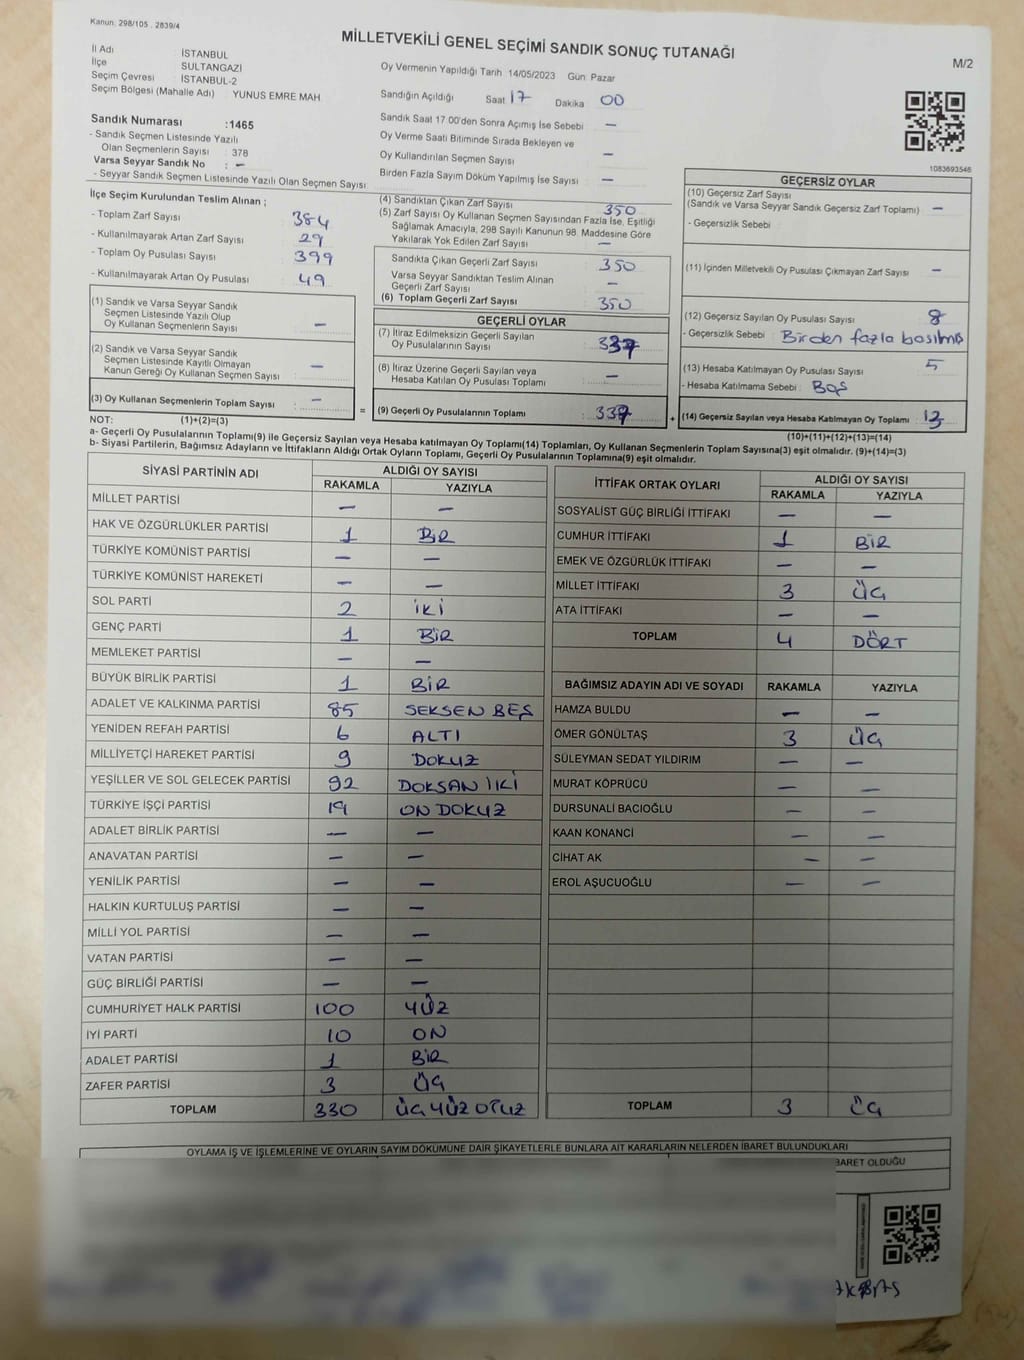 Kanun: 298/105 . 2839/4
MİLLETVEKİLİ GENEL SEÇİMİ SANDIK SONUÇ TUTANAĞI
M/2
İl Adı : İSTANBUL
İlçe : SULTANGAZİ
Seçim Çevresi : İSTANBUL-2
Seçim Bölgesi (Mahalle Adı) : YUNUS EMRE MAH
Sandık Numarası :1465
- Sandık Seçmen Listesinde Yazılı
Olan Seçmenlerin Sayısı : 378
Varsa Seyyar Sandık No : -
- Seyyar Sandık Seçmen Listesinde Yazılı Olan Seçmen Sayısı:
Oy Vermenin Yapıldığı Tarih 14/05/2023 Gün: Pazar
Sandığın Açıldığı Saat 17 Dakika 00
Sandık Saat 17:00'den Sonra Açımış İse Sebebi -
Oy Verme Saati Bitiminde Sırada Bekleyen ve
Oy Kullandırılan Seçmen Sayısı -
Birden Fazla Sayım Döküm Yapılmış İse Sayısı -
1083693546
İlçe Seçim Kurulundan Teslim Alınan ;
- Toplam Zarf Sayısı 384
- Kullanılmayarak Artan Zarf Sayısı 29
- Toplam Oy Pusulası Sayısı 399
- Kullanılmayarak Artan Oy Pusulası 49
(1) Sandık ve Varsa Seyyar Sandık
Seçmen Listesinde Yazılı Olup
Oy Kullanan Seçmenlerin Sayısı -
(2) Sandık ve Varsa Seyyar Sandık
Seçmen Listesinde Kayıtlı Olmayan
Kanun Gereği Oy Kullanan Seçmen Sayısı -
(3) Oy Kullanan Seçmenlerin Toplam Sayısı : -
(4) Sandıktan Çıkan Zarf Sayısı 350
(5) Zarf Sayısı Oy Kullanan Seçmen Sayısından Fazla İse, Eşitliği
Sağlamak Amacıyla, 298 Sayılı Kanunun 98. Maddesine Göre
Yakılarak Yok Edilen Zarf Sayısı -
Sandıkta Çıkan Geçerli Zarf Sayısı 350
Varsa Seyyar Sandıktan Teslim Alınan
Geçerli Zarf Sayısı -
(6) Toplam Geçerli Zarf Sayısı 350
GEÇERLİ OYLAR
(7) İtiraz Edilmeksizin Geçerli Sayılan
Oy Pusulalarının Sayısı : 337
(8) İtiraz Üzerine Geçerli Sayılan veya
Hesaba Katılan Oy Pusulası Toplamı : -
= (9) Geçerli Oy Pusulalarının Toplamı : 337
GEÇERSİZ OYLAR
(10) Geçersiz Zarf Sayısı
(Sandık ve Varsa Seyyar Sandık Geçersiz Zarf Toplamı) -
- Geçersizlik Sebebi :
(11) İçinden Milletvekili Oy Pusulası Çıkmayan Zarf Sayısı -
(12) Geçersiz Sayılan Oy Pusulası Sayısı 8
- Geçersizlik Sebebi : Birden fazla basılmış
(13) Hesaba Katılmayan Oy Pusulası Sayısı 5
- Hesaba Katılmama Sebebi : Boş
+ (14) Geçersiz Sayılan veya Hesaba Katılmayan Oy Toplamı : 13
NOT: (1)+(2)=(3)
(10)+(11)+(12)+(13)=(14)
a- Geçerli Oy Pusulalarının Toplamı(9) ile Geçersiz Sayılan veya Hesaba katılmayan Oy Toplamı(14) Toplamları, Oy Kullanan Seçmenlerin Toplam Sayısına(3) eşit olmalıdır. (9)+(14)=(3)
b- Siyasi Partilerin, Bağımsız Adayların ve İttifakların Aldığı Ortak Oyların Toplamı, Geçerli Oy Pusulalarının Toplamına(9) eşit olmalıdır.
SİYASİ PARTİNİN ADI ALDIĞI OY SAYISI
RAKAMLA YAZIYLA
MİLLET PARTİSİ - -
HAK VE ÖZGÜRLÜKLER PARTİSİ 1 BİR
TÜRKİYE KOMÜNİST PARTİSİ - -
TÜRKİYE KOMÜNİST HAREKETİ - -
SOL PARTİ 2 İKİ
GENÇ PARTİ 1 BİR
MEMLEKET PARTİSİ - -
BÜYÜK BİRLİK PARTİSİ 1 BİR
ADALET VE KALKINMA PARTİSİ 85 SEKSEN BEŞ
YENİDEN REFAH PARTİSİ 6 ALTI
MİLLİYETÇİ HAREKET PARTİSİ 9 DOKUZ
YEŞİLLER VE SOL GELECEK PARTİSİ 92 DOKSAN İKİ
TÜRKİYE İŞÇİ PARTİSİ 19 ON DOKUZ
ADALET BİRLİK PARTİSİ - -
ANAVATAN PARTİSİ - -
YENİLİK PARTİSİ - -
HALKIN KURTULUŞ PARTİSİ - -
MİLLİ YOL PARTİSİ - -
VATAN PARTİSİ - -
GÜÇ BİRLİĞİ PARTİSİ - -
CUMHURİYET HALK PARTİSİ 100 YÜZ
İYİ PARTİ 10 ON
ADALET PARTİSİ 1 BİR
ZAFER PARTİSİ 3 ÜÇ
TOPLAM 330 ÜÇ YÜZ OTUZ
İTTİFAK ORTAK OYLARI ALDIĞI OY SAYISI
RAKAMLA YAZIYLA
SOSYALİST GÜÇ BİRLİĞİ İTTİFAKI - -
CUMHUR İTTİFAKI 1 BİR
EMEK VE ÖZGÜRLÜK İTTİFAKI - -
MİLLET İTTİFAKI 3 ÜÇ
ATA İTTİFAKI - -
TOPLAM 4 DÖRT
BAĞIMSIZ ADAYIN ADI VE SOYADI RAKAMLA YAZIYLA
HAMZA BULDU - -
ÖMER GÖNÜLTAŞ 3 ÜÇ
SÜLEYMAN SEDAT YILDIRIM - -
MURAT KÖPRÜCÜ - -
DURSUNALİ BACIOĞLU - -
KAAN KONANCİ - -
CİHAT AK - -
EROL AŞUCUOĞLU - -
TOPLAM 3 ÜÇ
OYLAMA İŞ VE İŞLEMLERİNE VE OYLARIN SAYIM DÖKÜMÜNE DAİR ŞİKAYETLERLE BUNLARA AİT KARARLARIN NELERDEN İBARET BULUNDUKLARI
BARET OLDUĞU